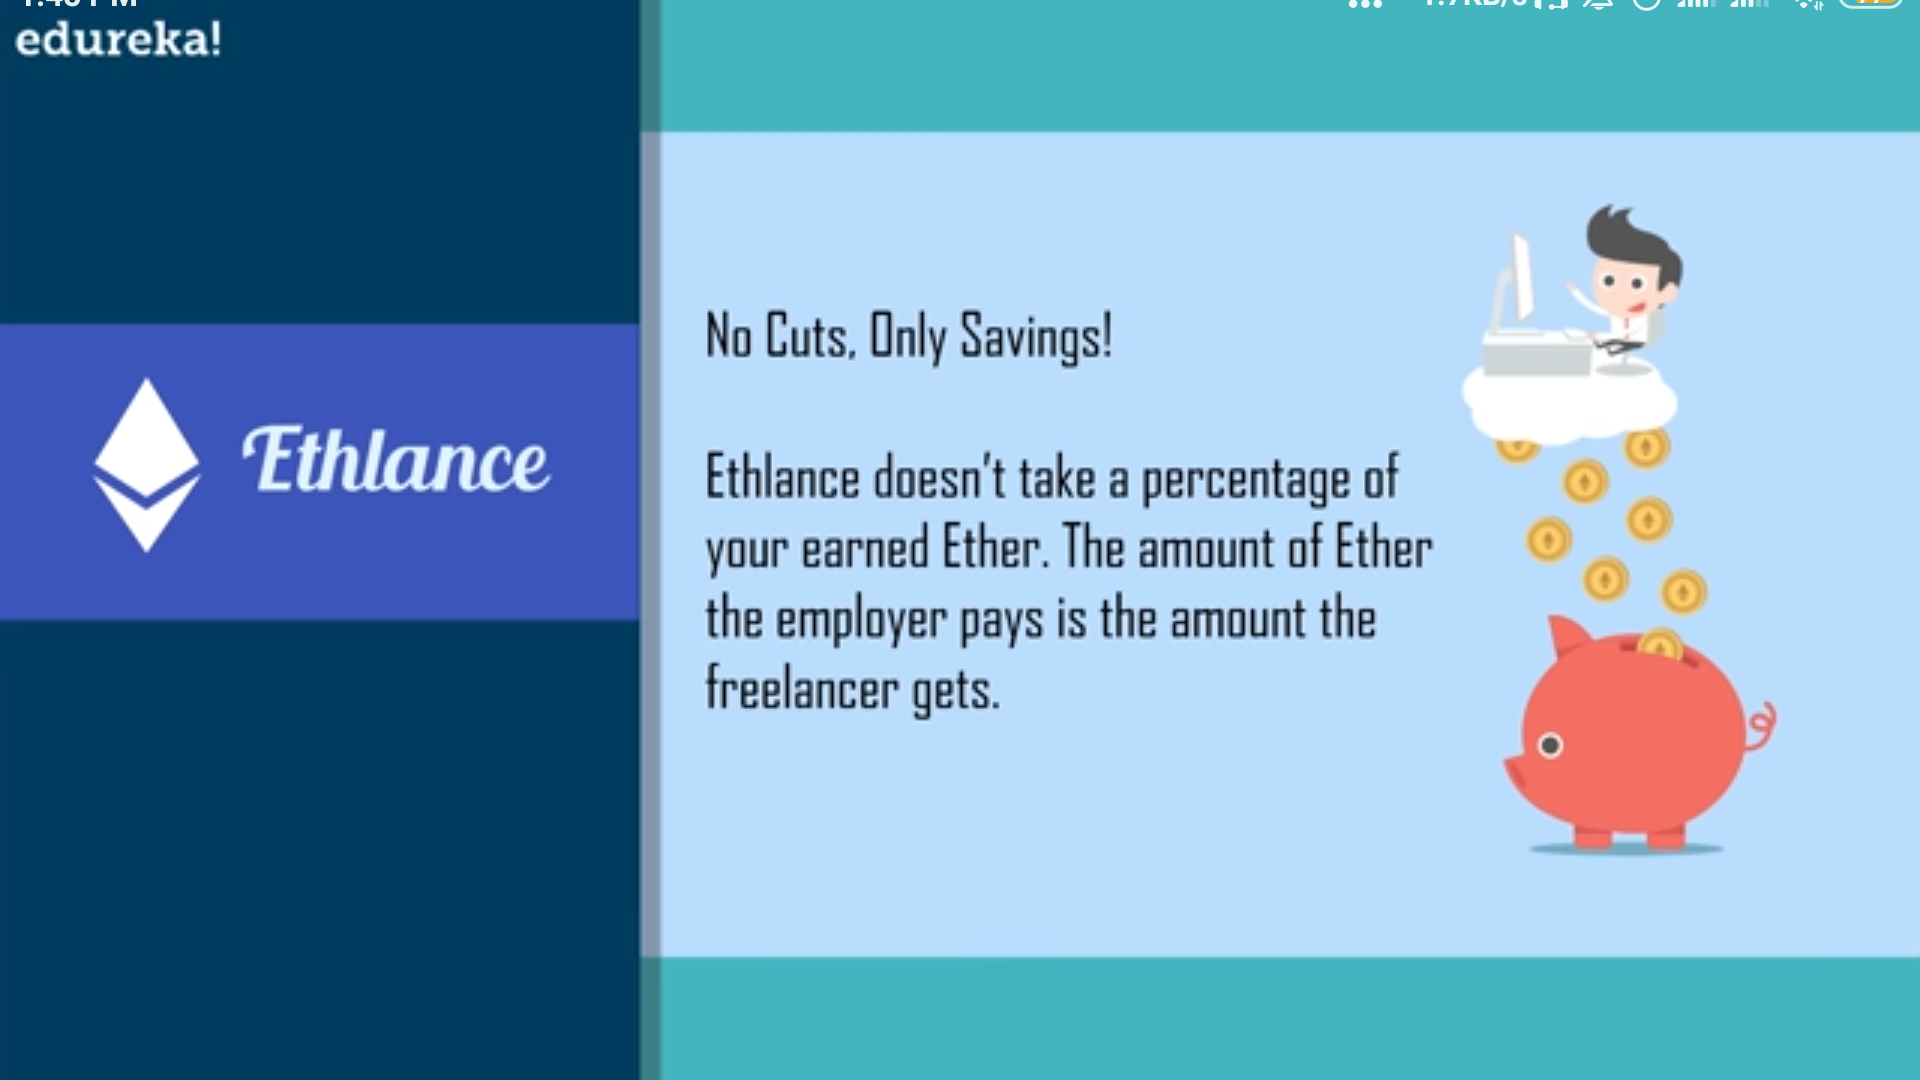 edureka!
Ethlance
No Cuts, Only Savings!
Ethlance doesn't take a percentage of
your earned Ether. The amount of Ether
the employer pays is the amount the
freelancer gets.